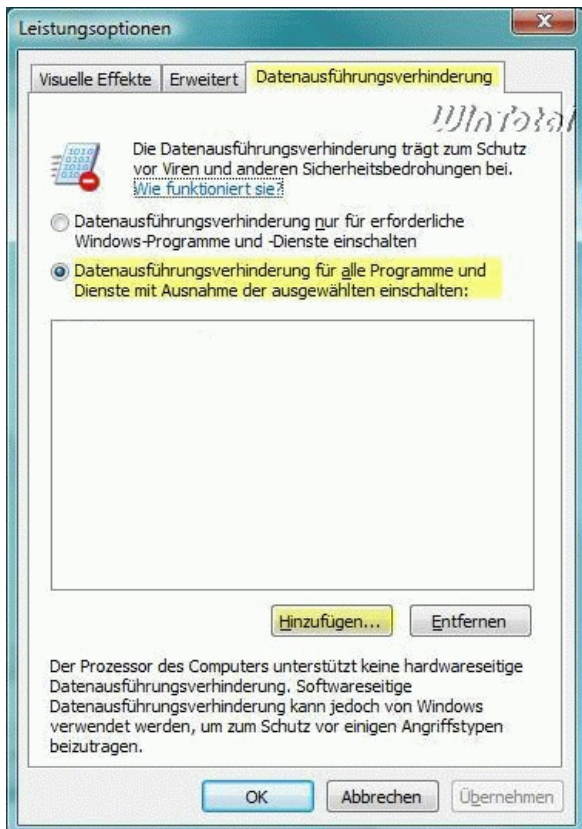 Leistungsoptionen
Visuelle Effekte Erweitert Datenausführungsverhinderung
WinTotal
Die Datenausführungsverhinderung trägt zum Schutz
vor Viren und anderen Sicherheitsbedrohungen bei.
Wie funktioniert sie?
Datenausführungsverhinderung nur für erforderliche
Windows-Programme und -Dienste einschalten
Datenausführungsverhinderung für alle Programme und
Dienste mit Ausnahme der ausgewählten einschalten:
Hinzufügen... Entfernen
Der Prozessor des Computers unterstützt keine hardwareseitige
Datenausführungsverhinderung. Softwareseitige
Datenausführungsverhinderung kann jedoch von Windows
verwendet werden, um zum Schutz vor einigen Angriffstypen
beizutragen.
OK Abbrechen Übernehmen